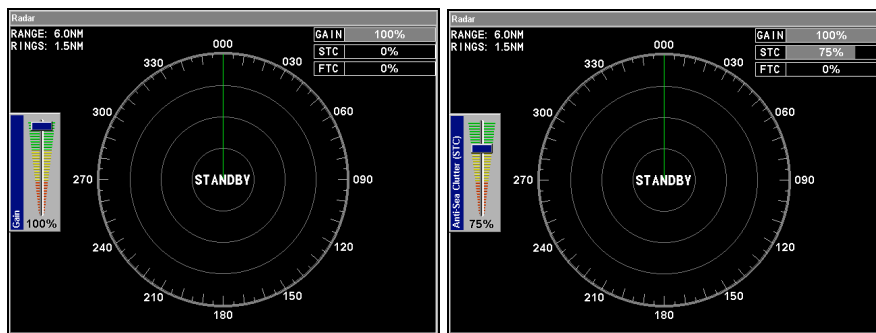 Radar
RANGE: 6.0NM
RINGS: 1.5NM
GAIN 100%
STC 0%
FTC 0%
000
030
060
090
120
150
180
210
240
270
300
330
STANDBY
Gain
100%
Radar
RANGE: 6.0NM
RINGS: 1.5NM
GAIN 100%
STC 75%
FTC 0%
000
030
060
090
120
150
180
210
240
270
300
330
STANDBY
Anti-Sea Clutter (STC)
75%